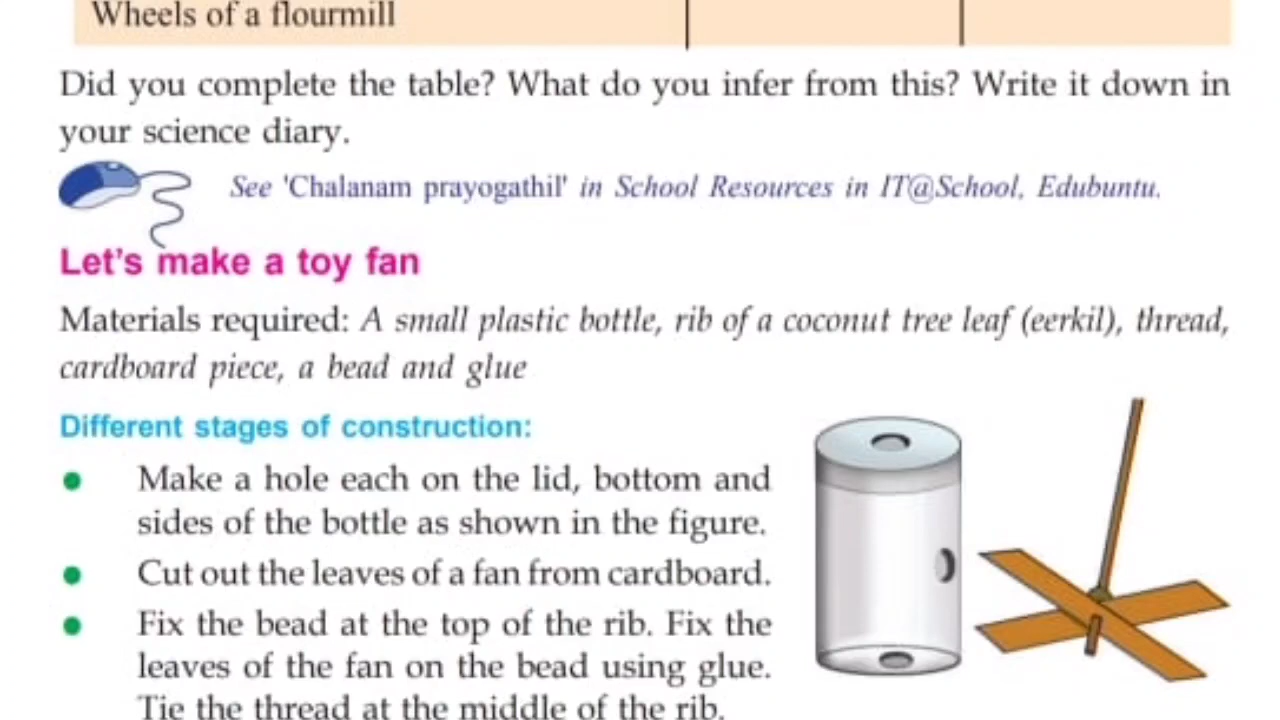 Wheels of a flourmill
Did you complete the table? What do you infer from this? Write it down in
your science diary.
See 'Chalanam prayogathil' in School Resources in IT@School, Edubuntu.
Let's make a toy fan
Materials required: A small plastic bottle, rib of a coconut tree leaf (eerkil), thread,
cardboard piece, a bead and glue
Different stages of construction:
Make a hole each on the lid, bottom and
sides of the bottle as shown in the figure.
Cut out the leaves of a fan from cardboard.
Fix the bead at the top of the rib. Fix the
leaves of the fan on the bead using glue.
Tie the thread at the middle of the rib.